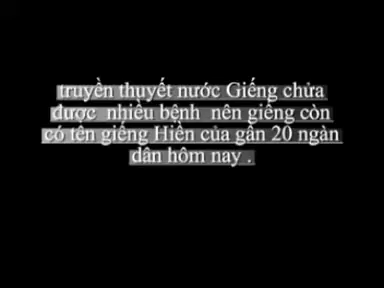 truyền thuyết nước Giếng chửa
được nhiều bệnh nên giếng còn
có tên giếng Hiền của gần 20 ngàn
dân hôm nay .